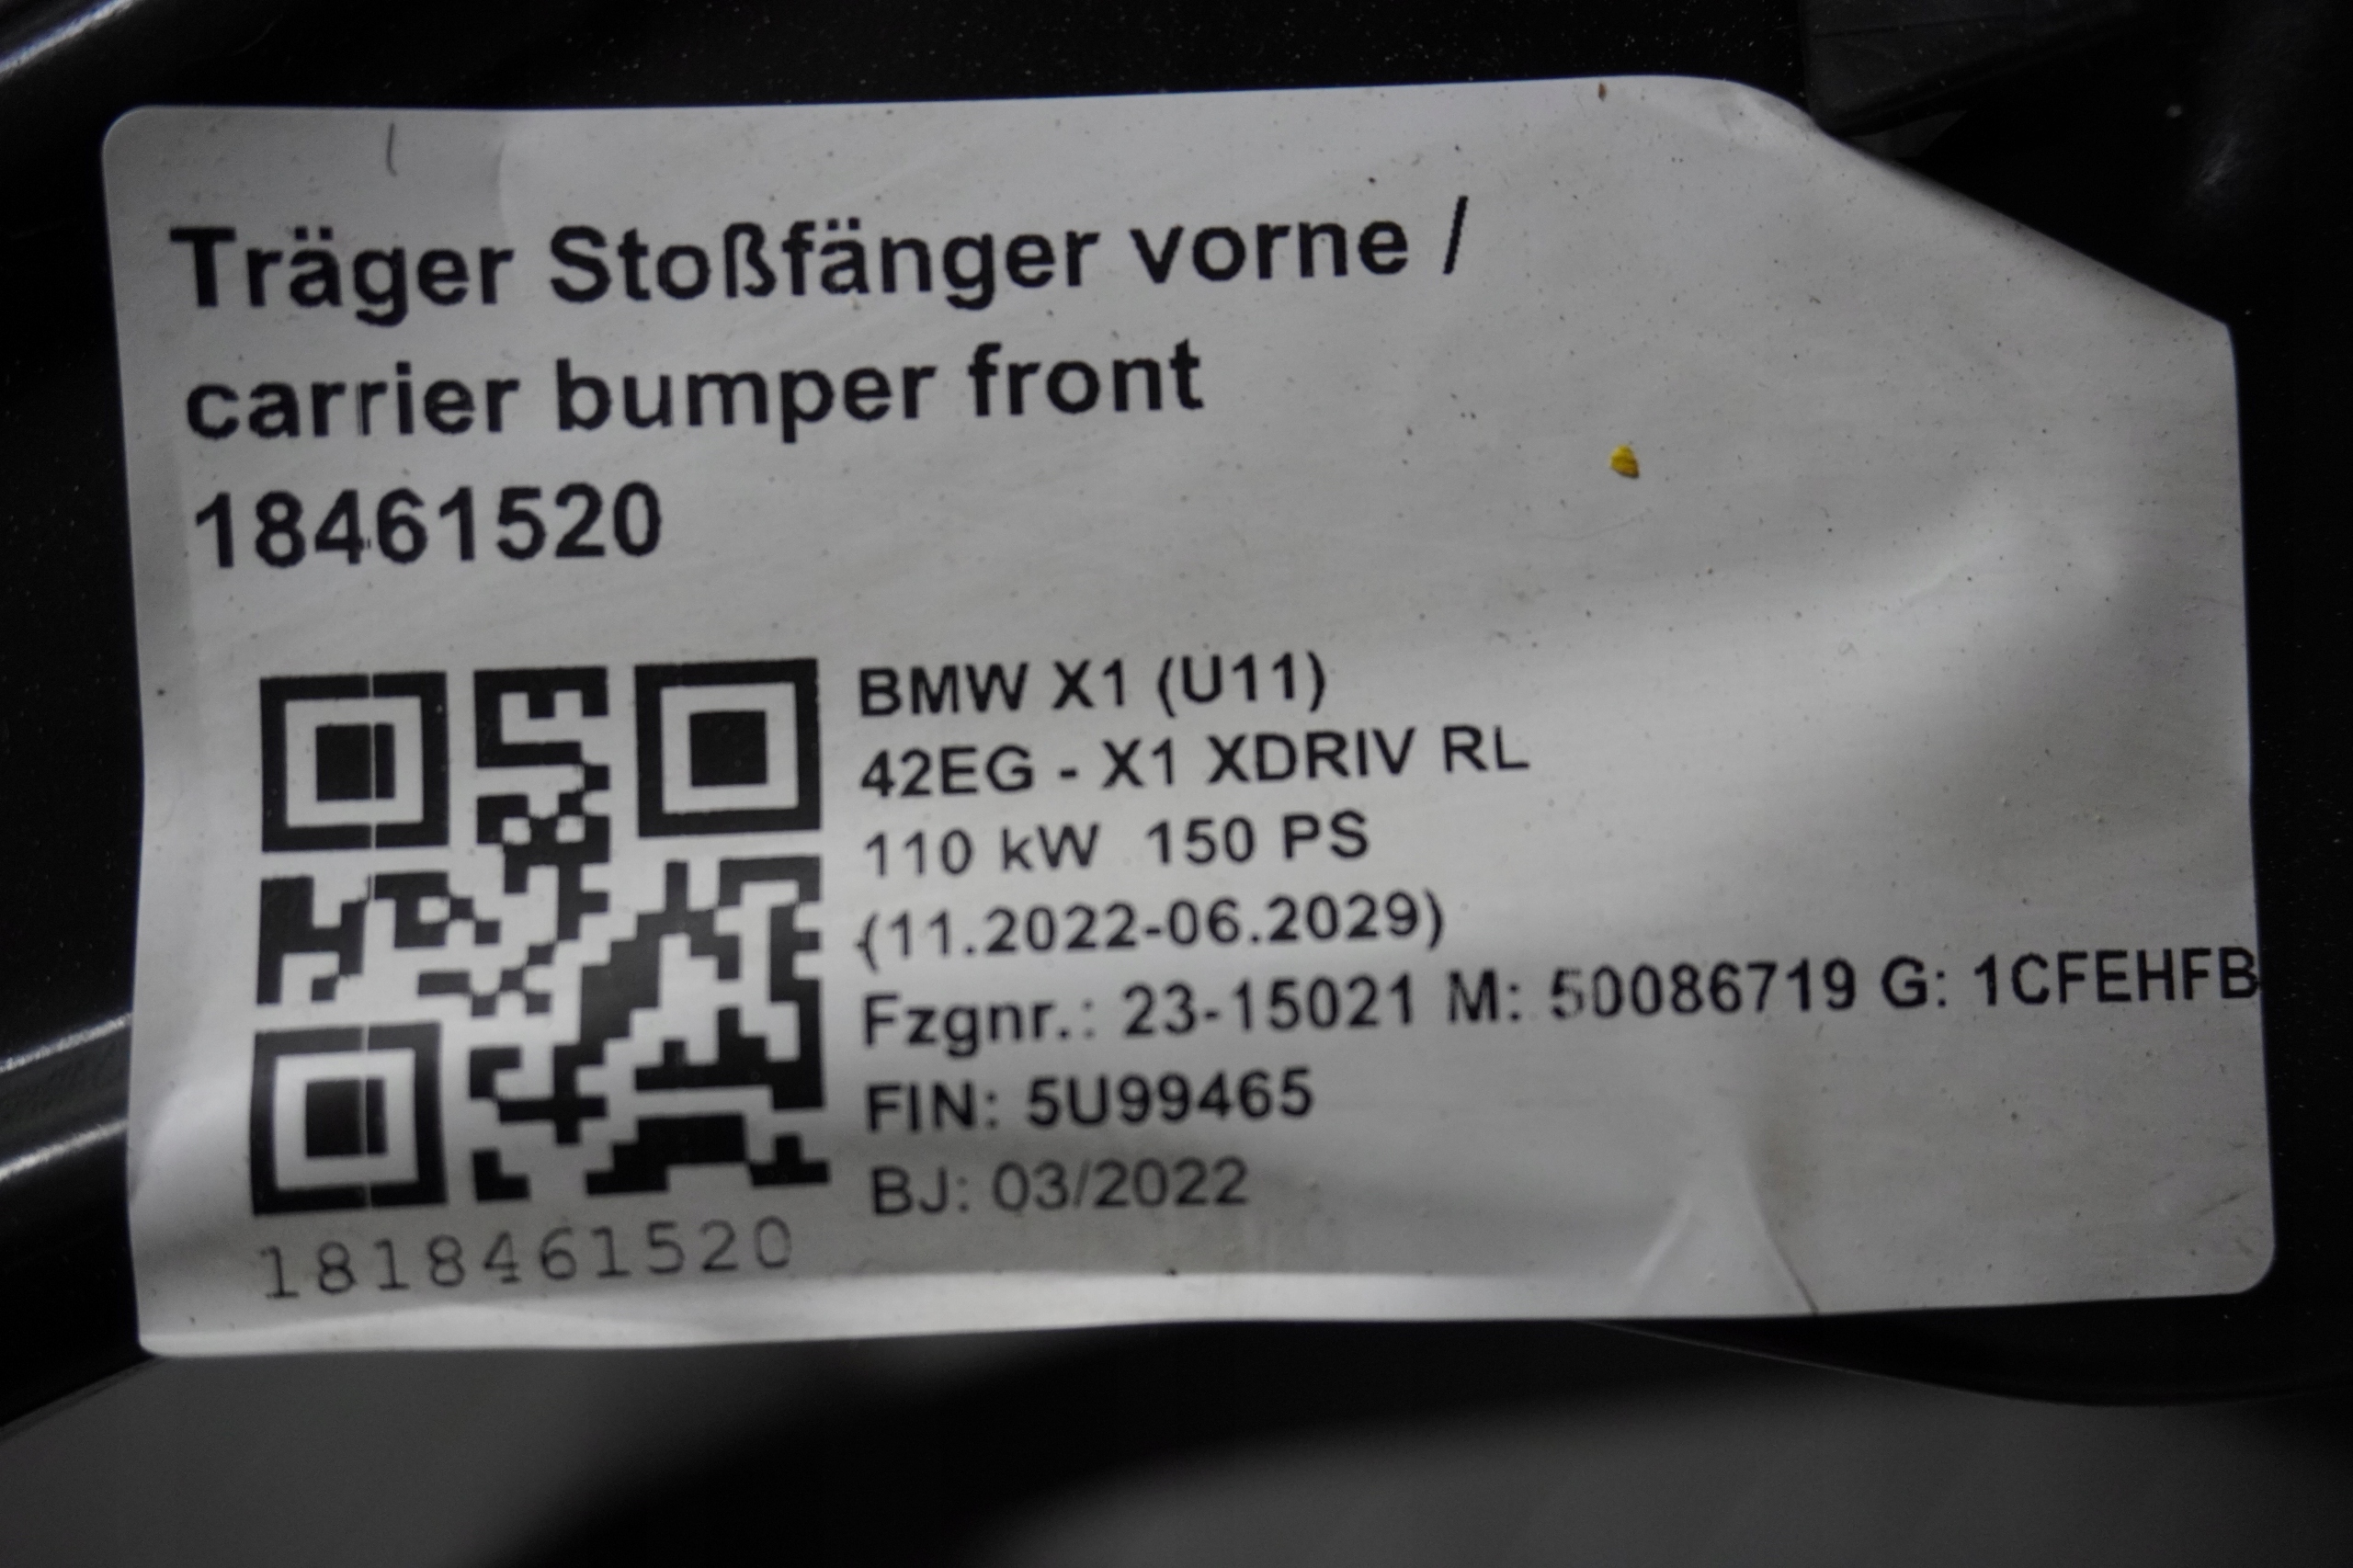 Träger Stoßfänger vorne /
carrier bumper front
18461520
BMW X1 (U11)
42EG - X1 XDRIV RL
110 kW 150 PS
(11.2022-06.2029)
Fzgnr.: 23-15021 M: 50086719 G: 1CFEHFB
FIN: 5U99465
BJ: 03/2022
1818461520